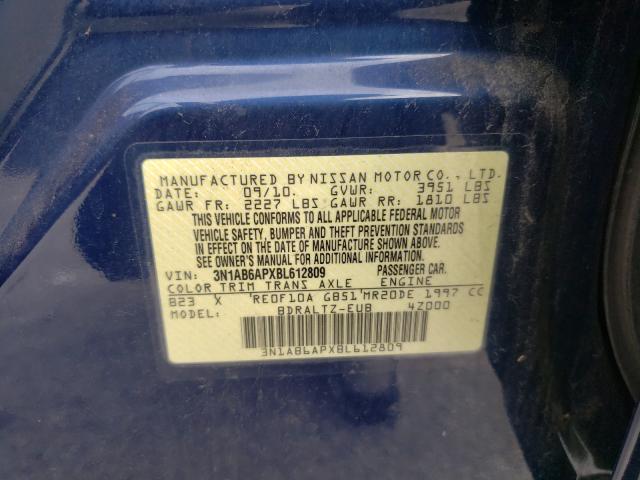 MANUFACTURED BY NISSAN MOTOR CO., LTD.
DATE: 09/10. GVWR: 3951 LBS
GAWR FR: 2227 LBS GAWR RR: 1810 LBS
THIS VEHICLE CONFORMS TO ALL APPLICABLE FEDERAL MOTOR
VEHICLE SAFETY, BUMPER AND THEFT PREVENTION STANDARDS
IN EFFECT ON THE DATE OF MANUFACTURE SHOWN ABOVE.
SEE OWNER'S MANUAL FOR ADDITIONAL INFORMATION.
VIN: 3N1AB6APXBL612809 PASSENGER CAR.
COLOR TRIM TRANS AXLE ENGINE
B23 X 'RE0F10A GB51'MR20DE 1997 CC
MODEL: BDRALTZ-EUB 4Z000
3N1AB6APXBL612809